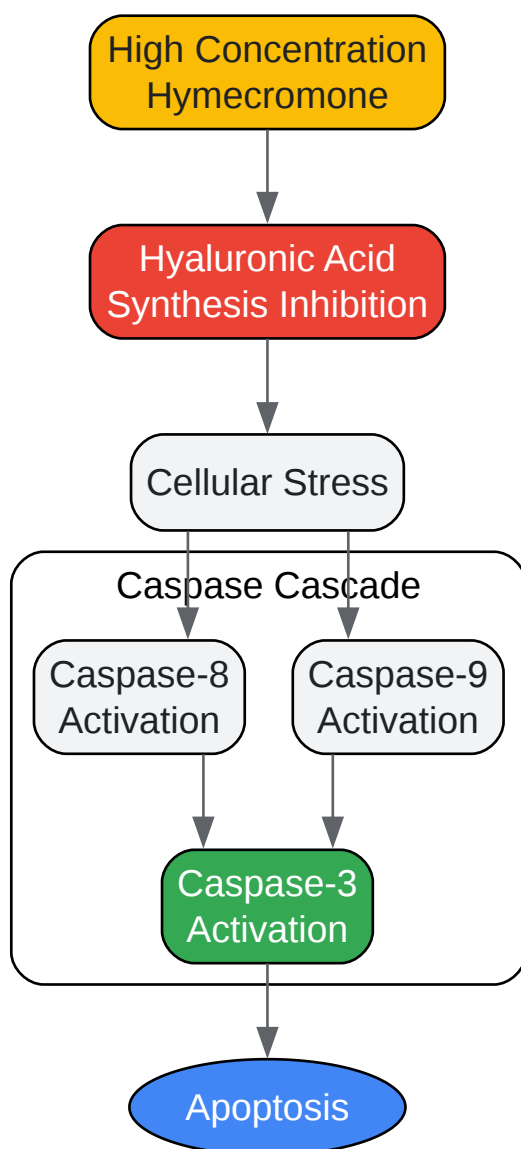 High Concentration
Hymecromone
Hyaluronic Acid
Synthesis Inhibition
Cellular Stress
Caspase Cascade
Caspase-8
Activation
Caspase-9
Activation
Caspase-3
Activation
Apoptosis